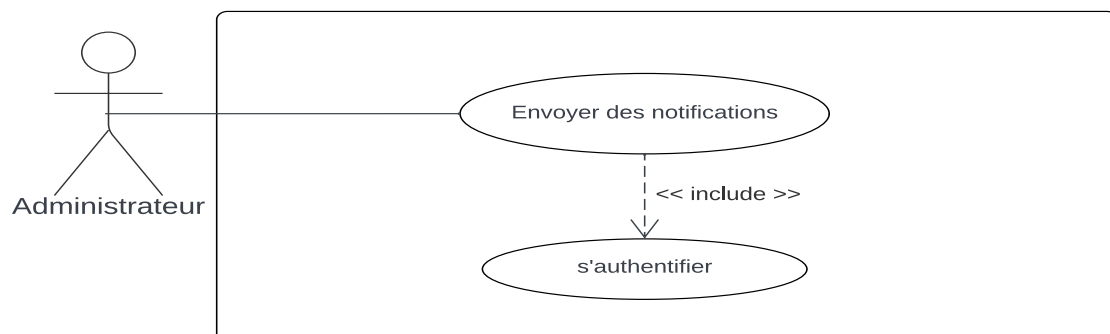 Envoyer des notifications
<< include >>
Administrateur
s'authentifier